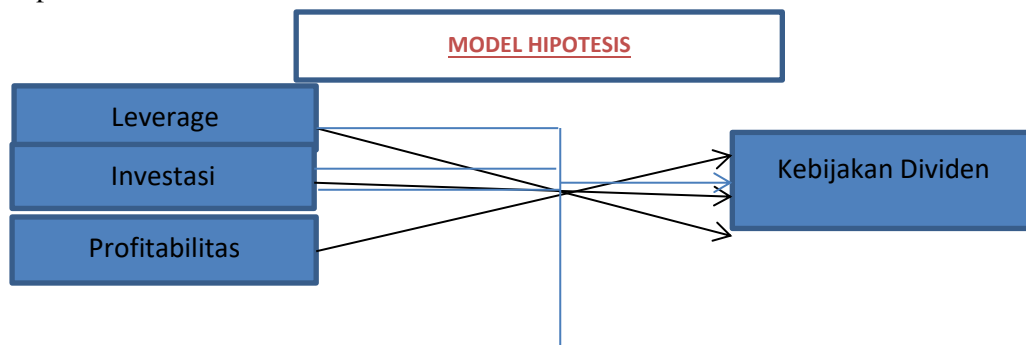 MODEL HIPOTESIS
Leverage
Investasi
Kebijakan Dividen
Profitabilitas